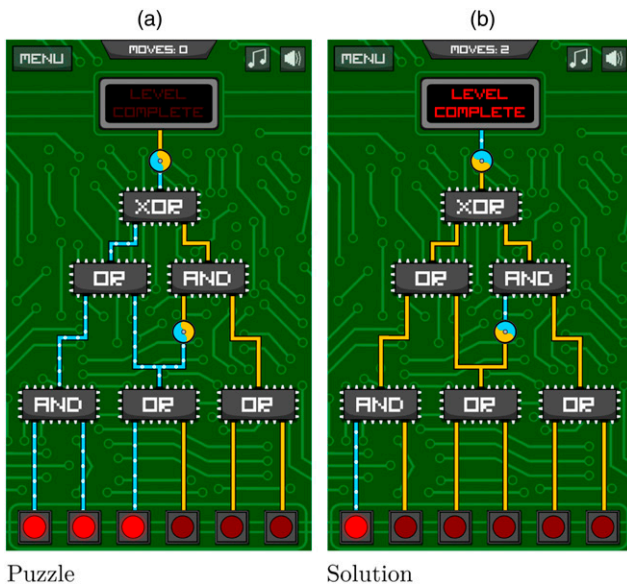 (a)
(b)
MENU
MOVES: 0
LEVEL
COMPLETE
XOR
OR
AND
AND
OR
OR
MENU
MOVES: 2
LEVEL
COMPLETE
XOR
OR
AND
AND
OR
OR
Puzzle
Solution